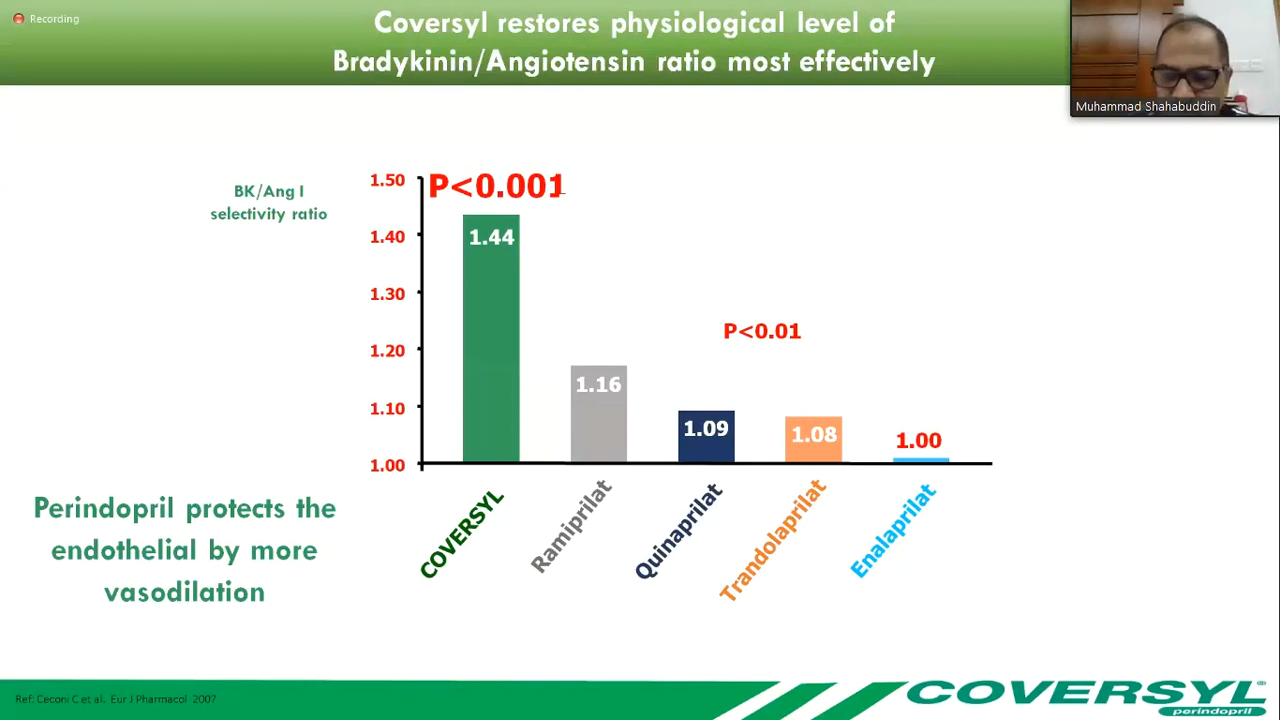 Recording
Coversyl restores physiological level of
Bradykinin/Angiotensin ratio most effectively
Muhammad Shahabuddin
BK/Ang I
selectivity ratio
1.50
1.40
1.30
1.20
1.10
1.00
P<0.001
1.44
1.16
1.09
P<0.01
1.08
1.00
COVERSYL
Ramiprilat
Quinaprilat
Trandolaprilat
Enalaprilat
Perindopril protects the
endothelial by more
vasodilation
Ref: Ceconi C et al. Eur J Pharmacol 2007
COVERSYL®
perindopril